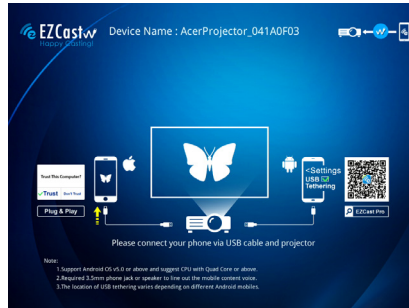 EZCast
Happy Casting!
Device Name : AcerProjector_041A0F03
Trust This Computer?
Trust Don't Trust
Plug & Play
<Settings
USB
Tethering
EZCast Pro
Please connect your phone via USB cable and projector
Note:
1.Support Android OS v5.0 or above and suggest CPU with Quad Core or above.
2.Required 3.5mm phone jack or speaker to line out the mobile content voice.
3.The location of USB tethering varies depending on different Android mobiles.